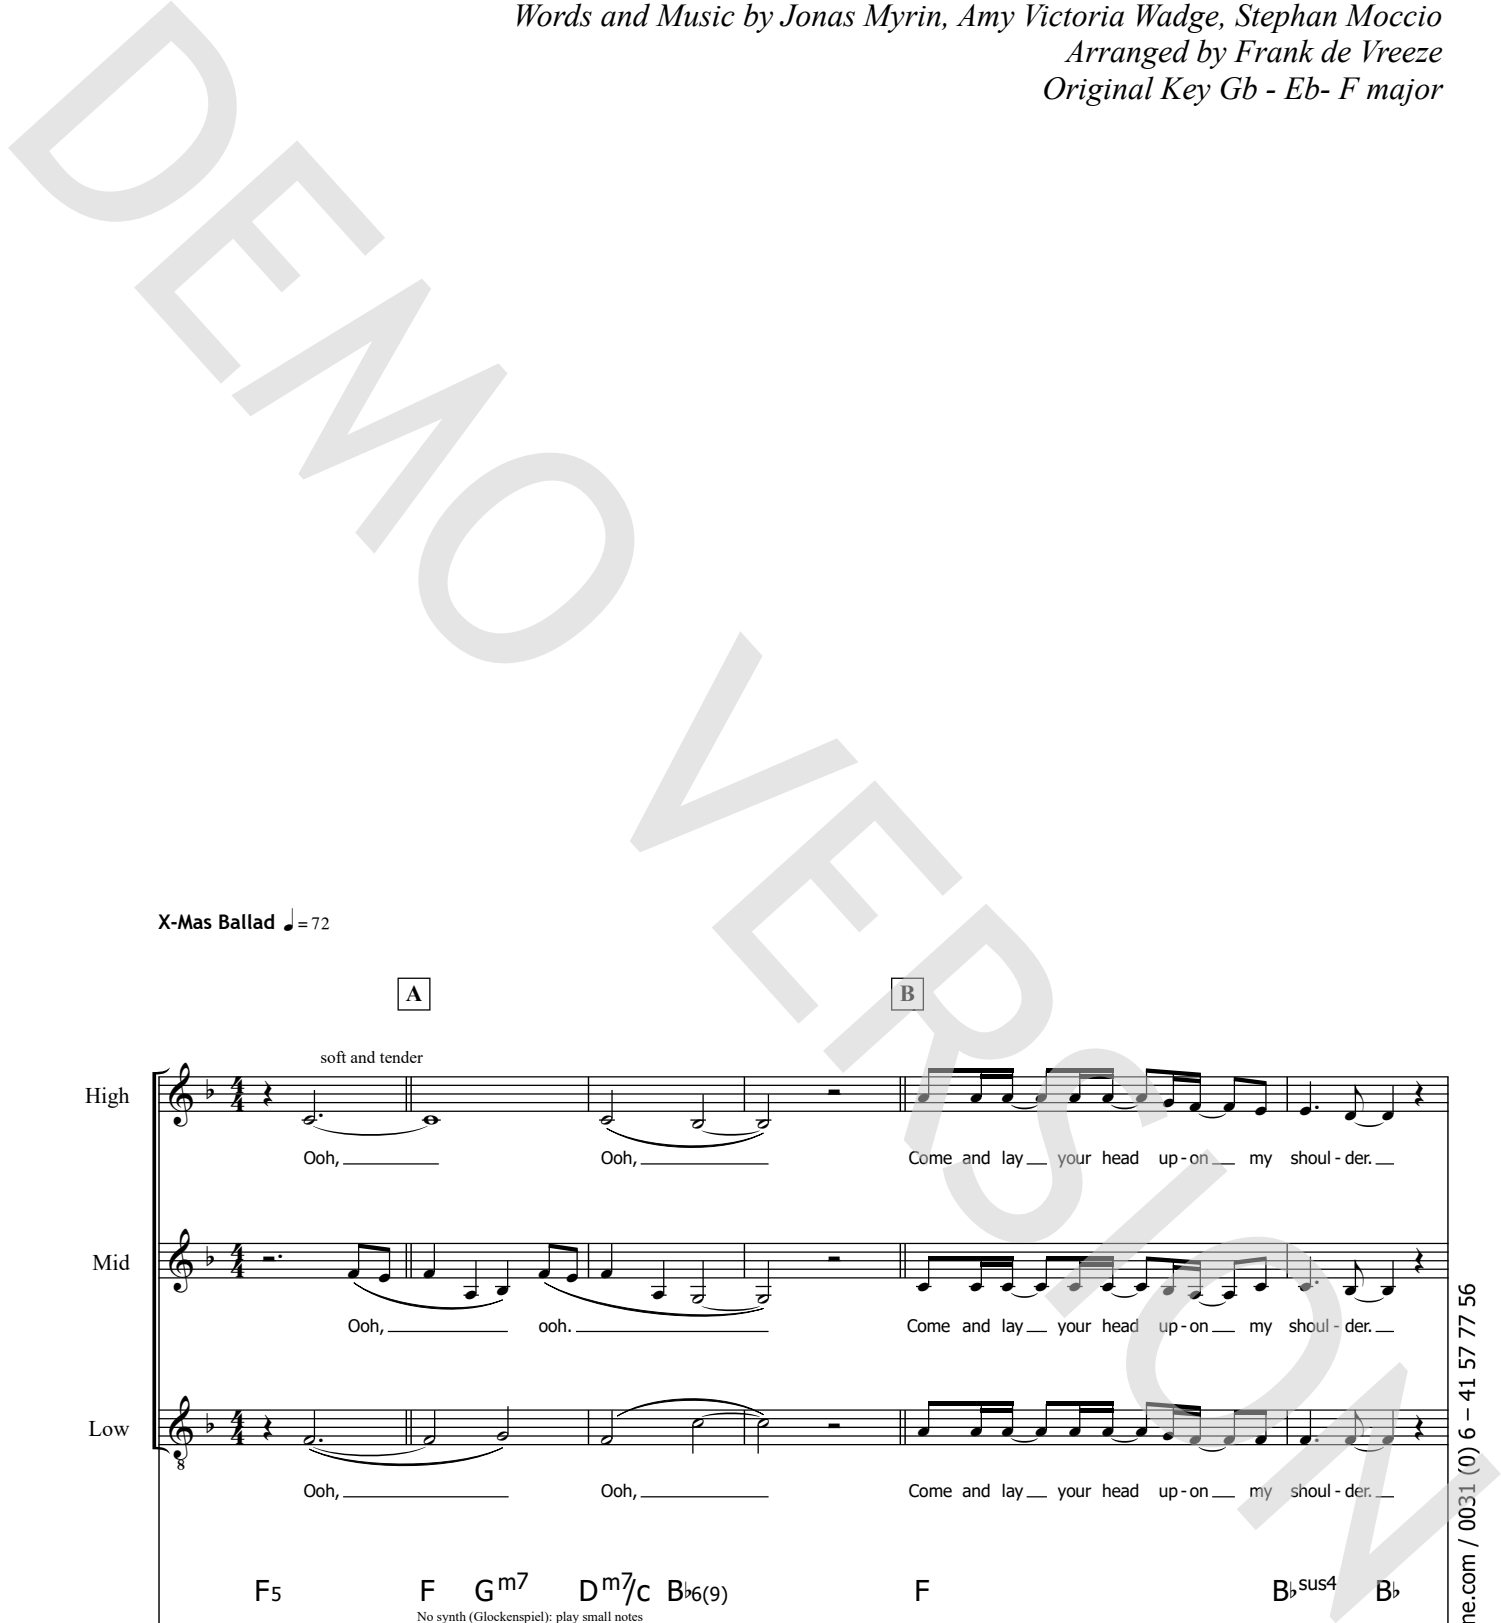 Words and Music by Jonas Myrin, Amy Victoria Wadge, Stephan Moccio
Arranged by Frank de Vreeze
Original Key Gb - Eb- F major
DEMO VERSION
X-Mas Ballad ♩= 72
A B
soft and tender
High
Ooh, Ooh, Come and lay your head up-on my shoul-der.
Mid
Ooh, ooh. Come and lay your head up-on my shoul-der.
Low
8
Ooh, Ooh, Come and lay your head up-on my shoul-der.
F5 F Gm7 Dm7/c B♭6(9) F B♭sus4 B♭
No synth (Glockenspiel): play small notes
ne.com / 0031 (0) 6 – 41 57 77 56